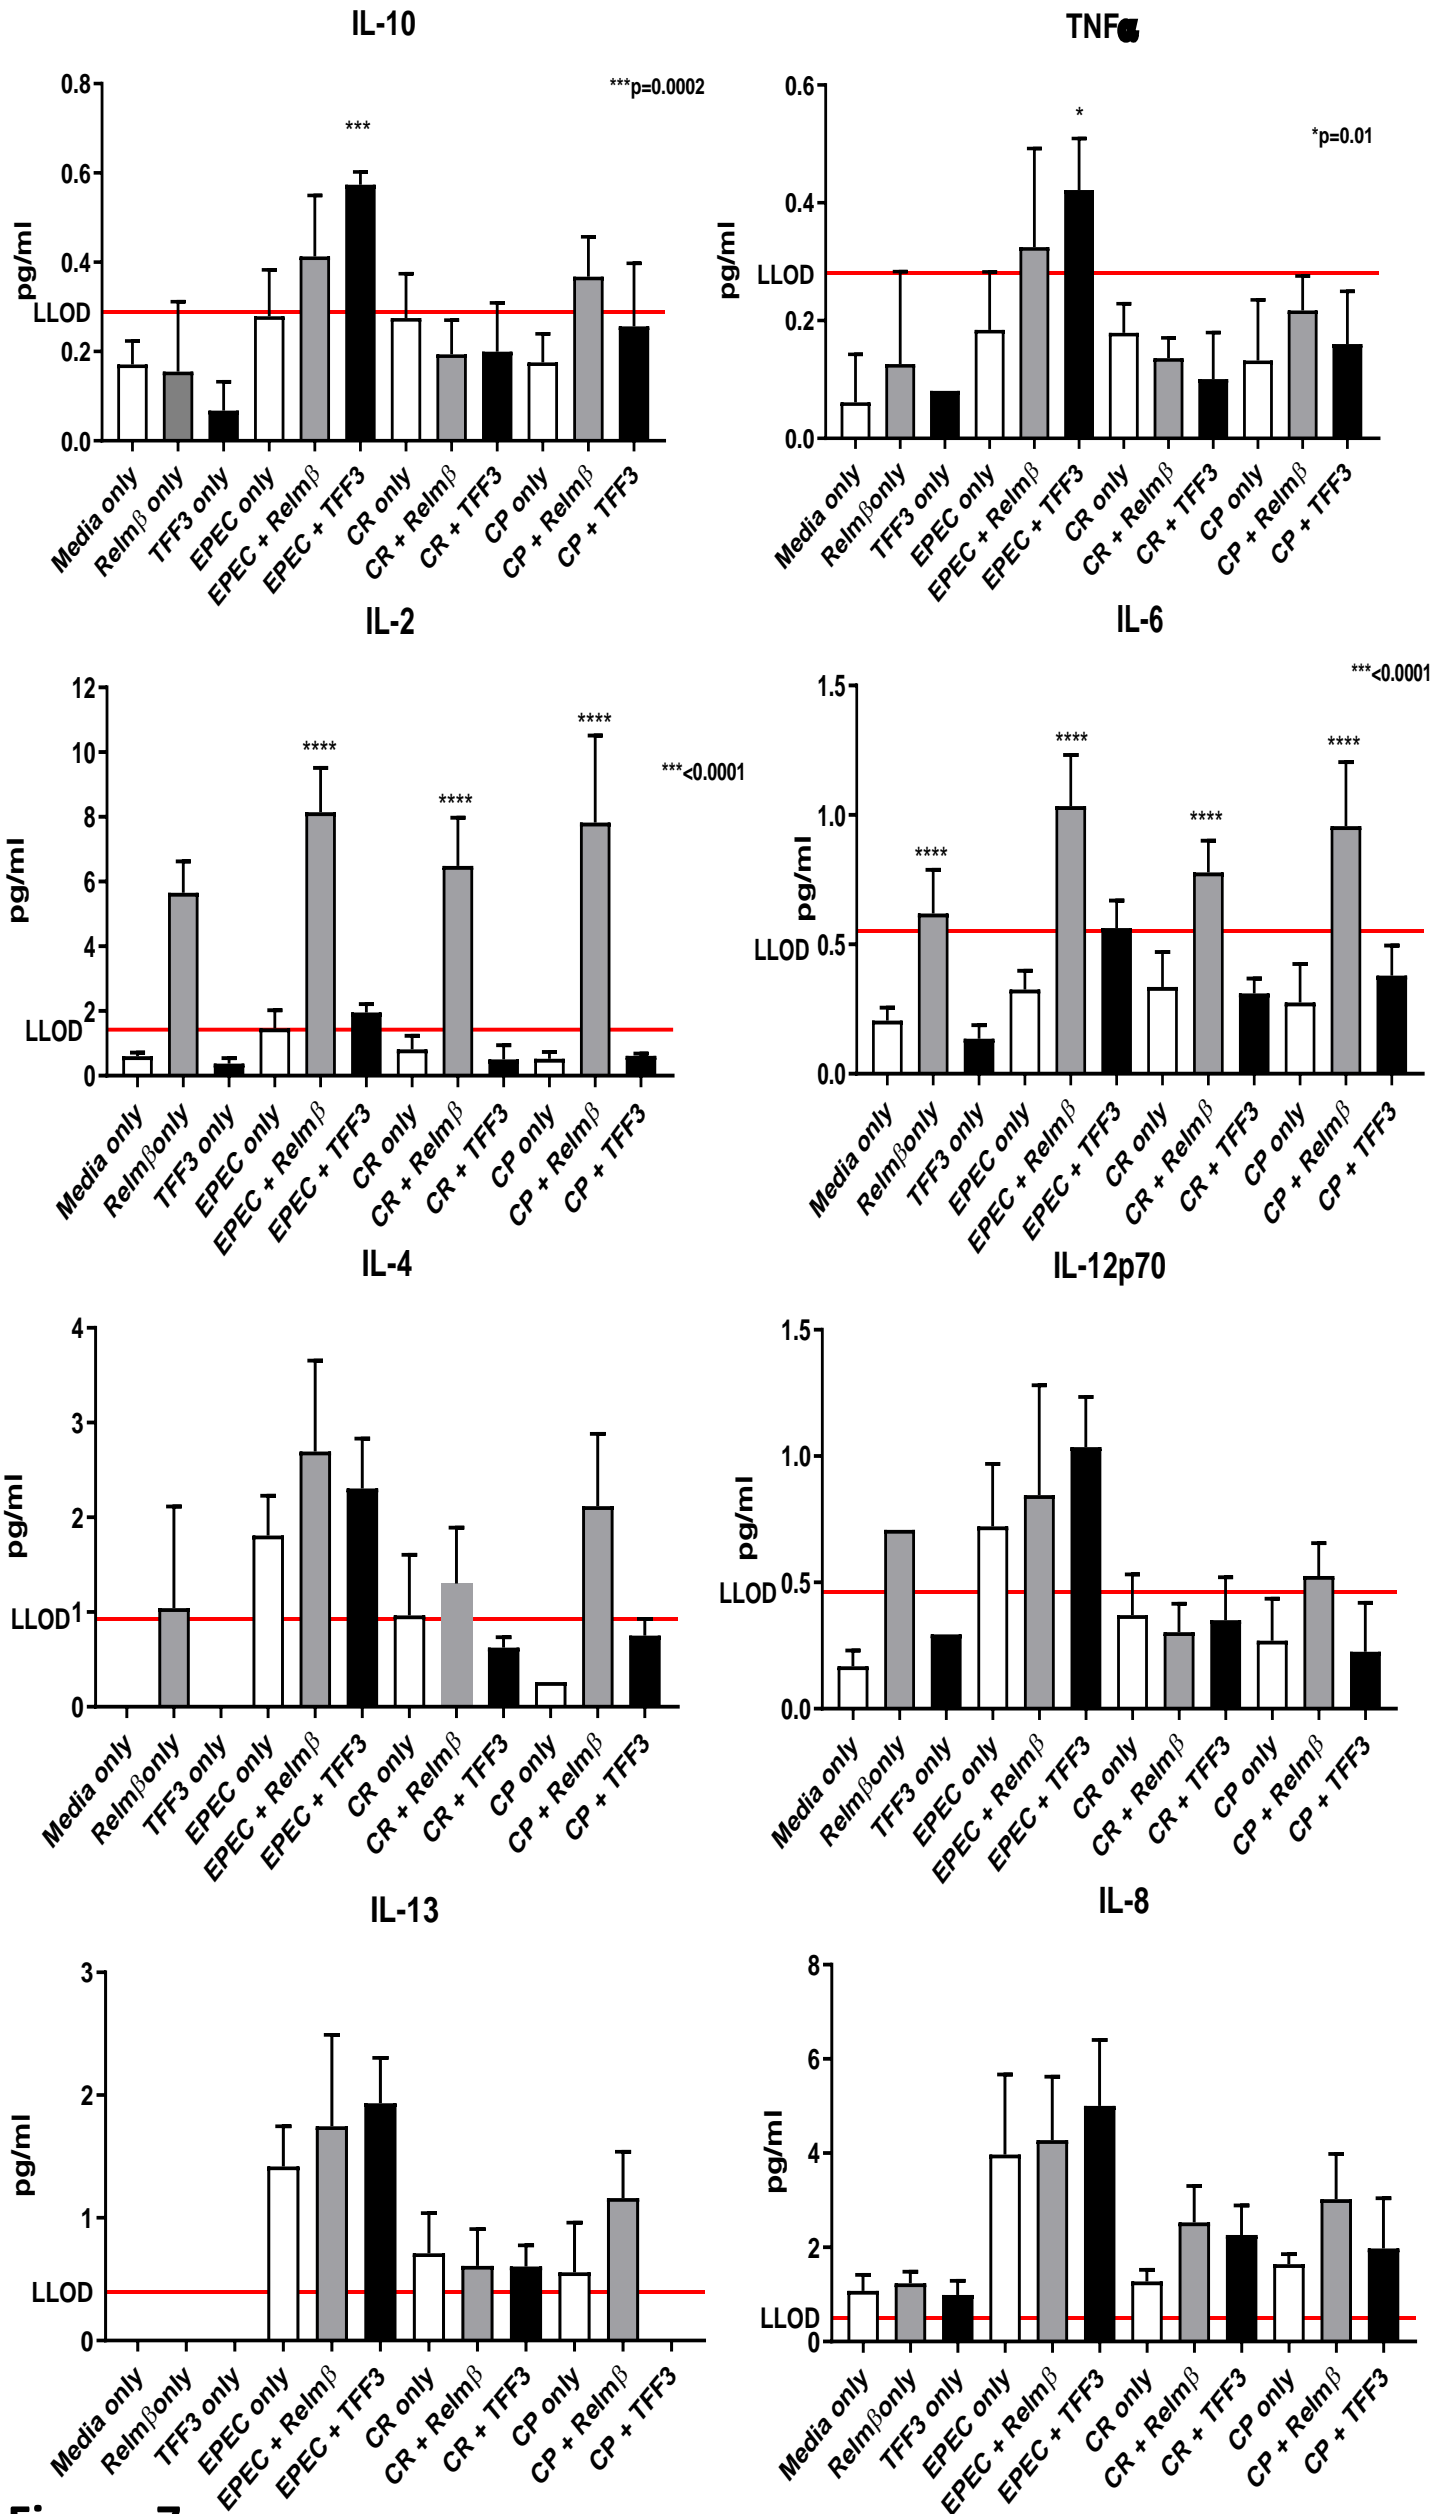 IL-10
***p=0.0002
***
0.8
0.6
0.4
0.2
0.0
pg/ml
LLOD
Media only
Relmβ only
TFF3 only
EPEC only
EPEC + Relmβ
EPEC + TFF3
CR only
CR + Relmβ
CR + TFF3
CP only
CP + Relmβ
CP + TFF3
TNFα
*p=0.01
*
0.6
0.4
0.2
0.0
pg/ml
LLOD
Media only
Relmβonly
TFF3 only
EPEC only
EPEC + Relmβ
EPEC + TFF3
CR only
CR + Relmβ
CR + TFF3
CP only
CP + Relmβ
CP + TFF3
IL-2
***<0.0001
****
****
****
12
10
8
6
4
2
0
pg/ml
LLOD
Media only
Relmβonly
TFF3 only
EPEC only
EPEC + Relmβ
EPEC + TFF3
CR only
CR + Relmβ
CR + TFF3
CP only
CP + Relmβ
CP + TFF3
IL-6
***<0.0001
****
****
****
****
1.5
1.0
0.5
0.0
pg/ml
LLOD
Media only
Relmβonly
TFF3 only
EPEC only
EPEC + Relmβ
EPEC + TFF3
CR only
CR + Relmβ
CR + TFF3
CP only
CP + Relmβ
CP + TFF3
IL-4
4
3
2
1
0
pg/ml
LLOD
Media only
Relmβonly
TFF3 only
EPEC only
EPEC + Relmβ
EPEC + TFF3
CR only
CR + Relmβ
CR + TFF3
CP only
CP + Relmβ
CP + TFF3
IL-12p70
1.5
1.0
0.5
0.0
pg/ml
LLOD
Media only
Relmβonly
TFF3 only
EPEC only
EPEC + Relmβ
EPEC + TFF3
CR only
CR + Relmβ
CR + TFF3
CP only
CP + Relmβ
CP + TFF3
IL-13
3
2
1
0
pg/ml
LLOD
Media only
Relmβonly
TFF3 only
EPEC only
EPEC + Relmβ
EPEC + TFF3
CR only
CR + Relmβ
CR + TFF3
CP only
CP + Relmβ
CP + TFF3
IL-8
8
6
4
2
0
pg/ml
LLOD
Media only
Relmβonly
TFF3 only
EPEC only
EPEC + Relmβ
EPEC + TFF3
CR only
CR + Relmβ
CR + TFF3
CP only
CP + Relmβ
CP + TFF3